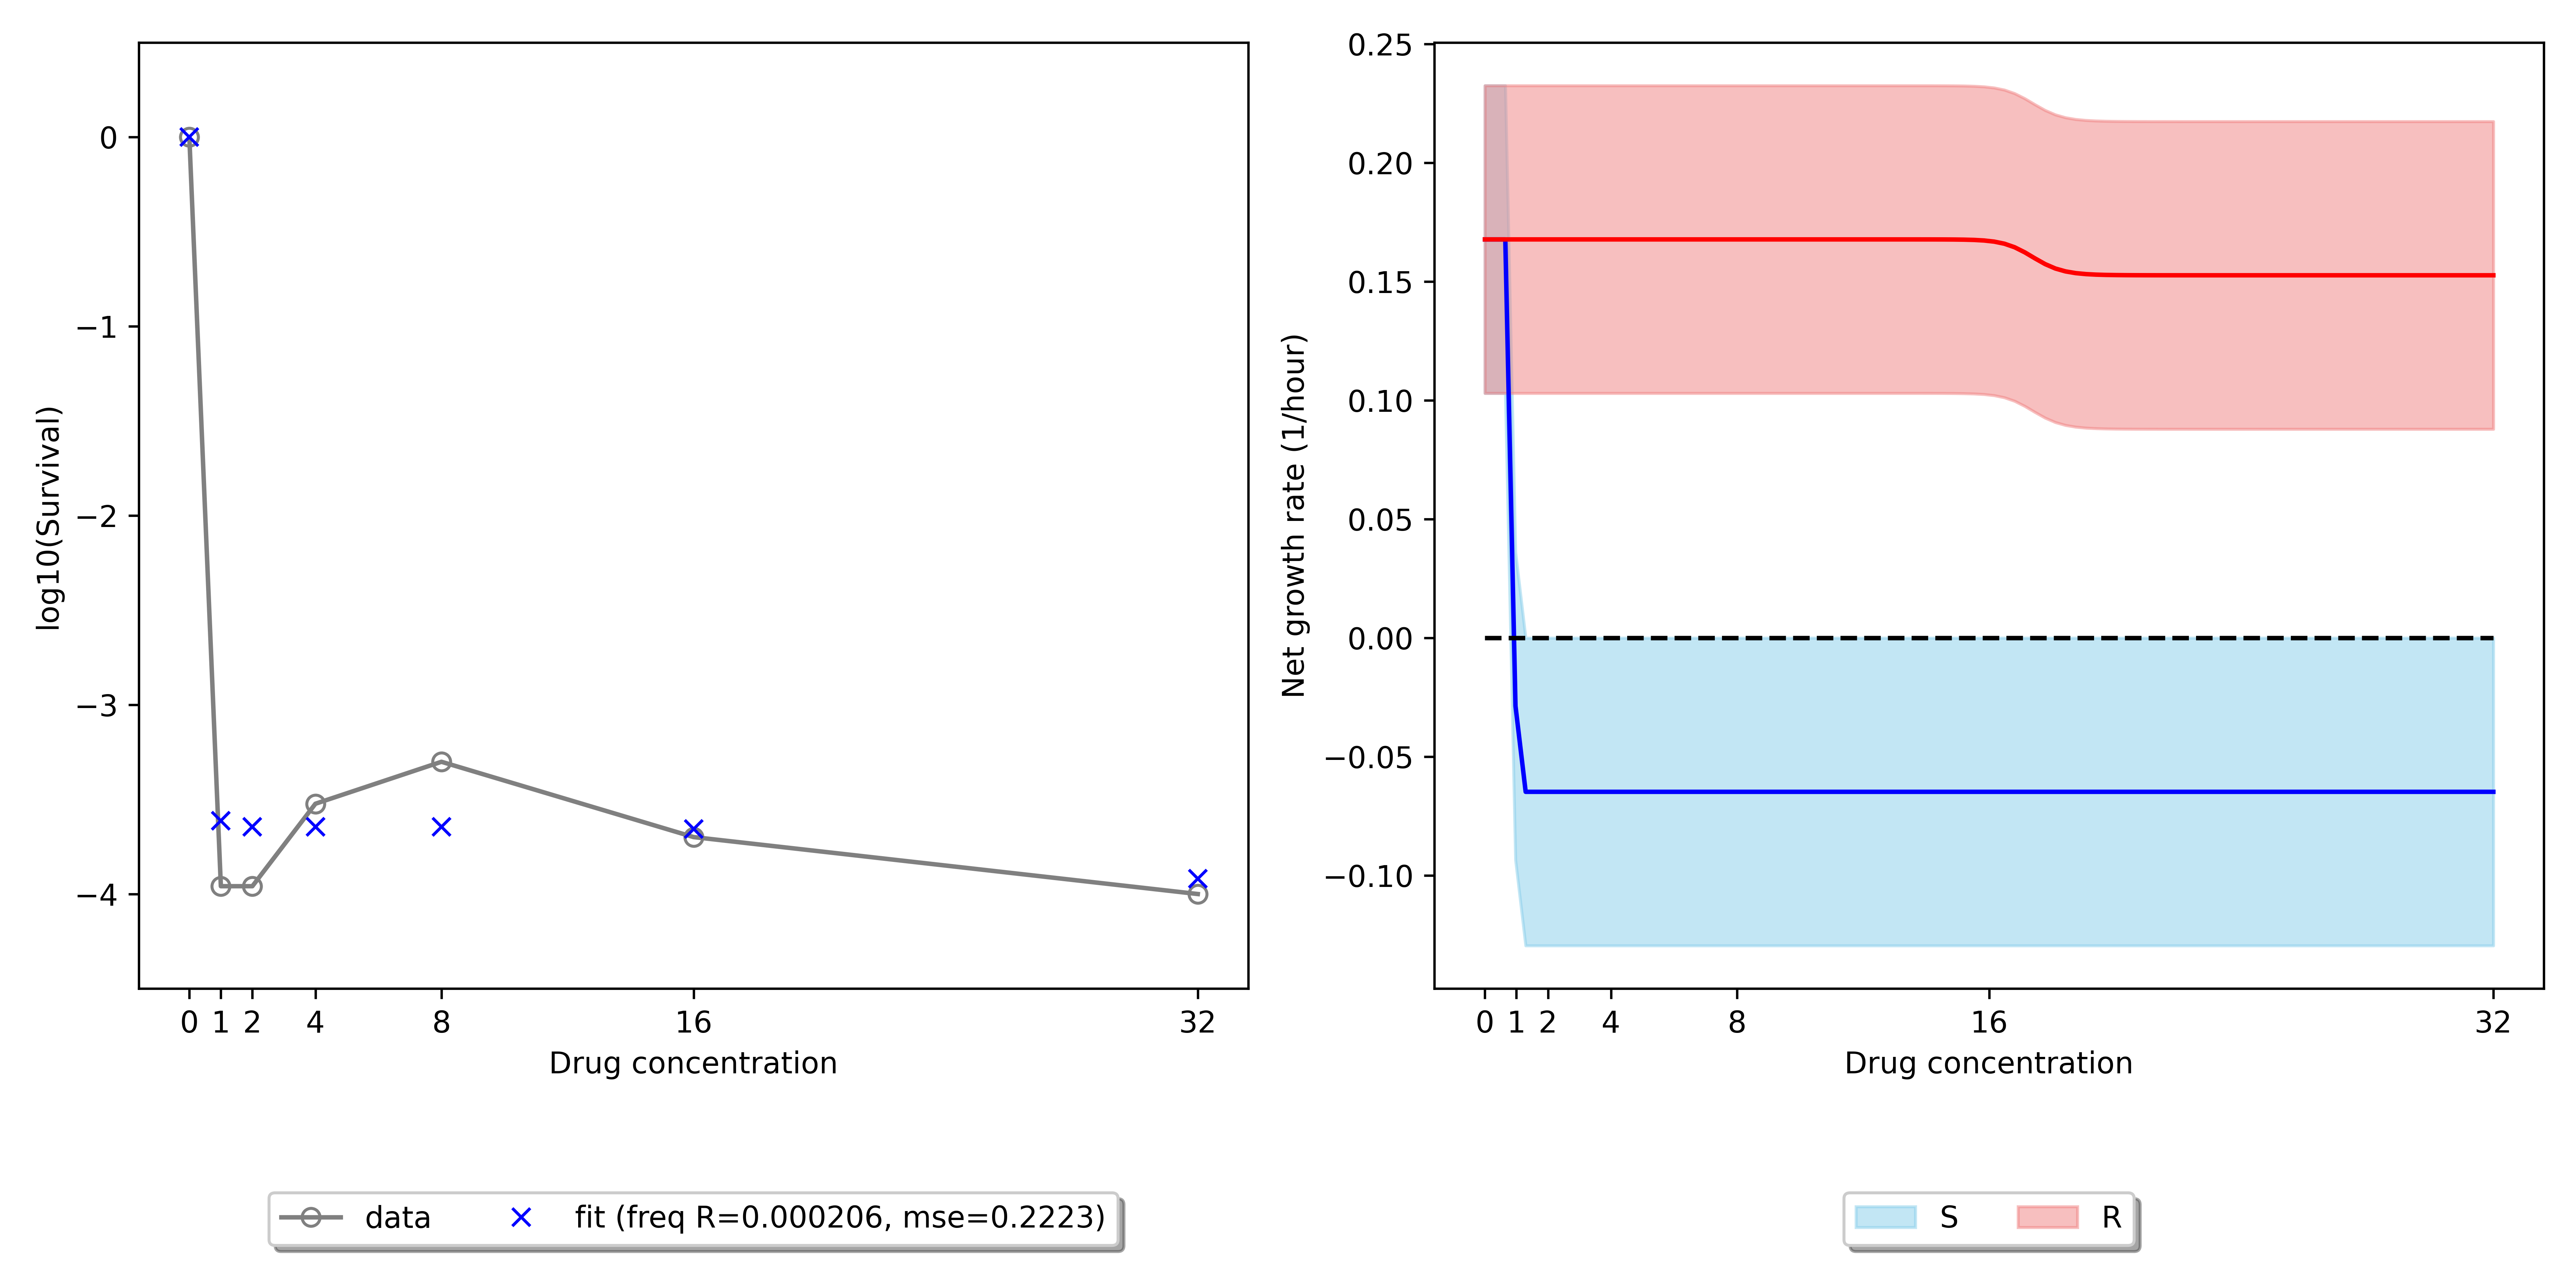 0
−1
−2
−3
−4
log10(Survival)
0 1 2 4 8 16 32
Drug concentration
data fit (freq R=0.000206, mse=0.2223)
0.25
0.20
0.15
0.10
0.05
0.00
−0.05
−0.10
Net growth rate (1/hour)
0 1 2 4 8 16 32
Drug concentration
S R